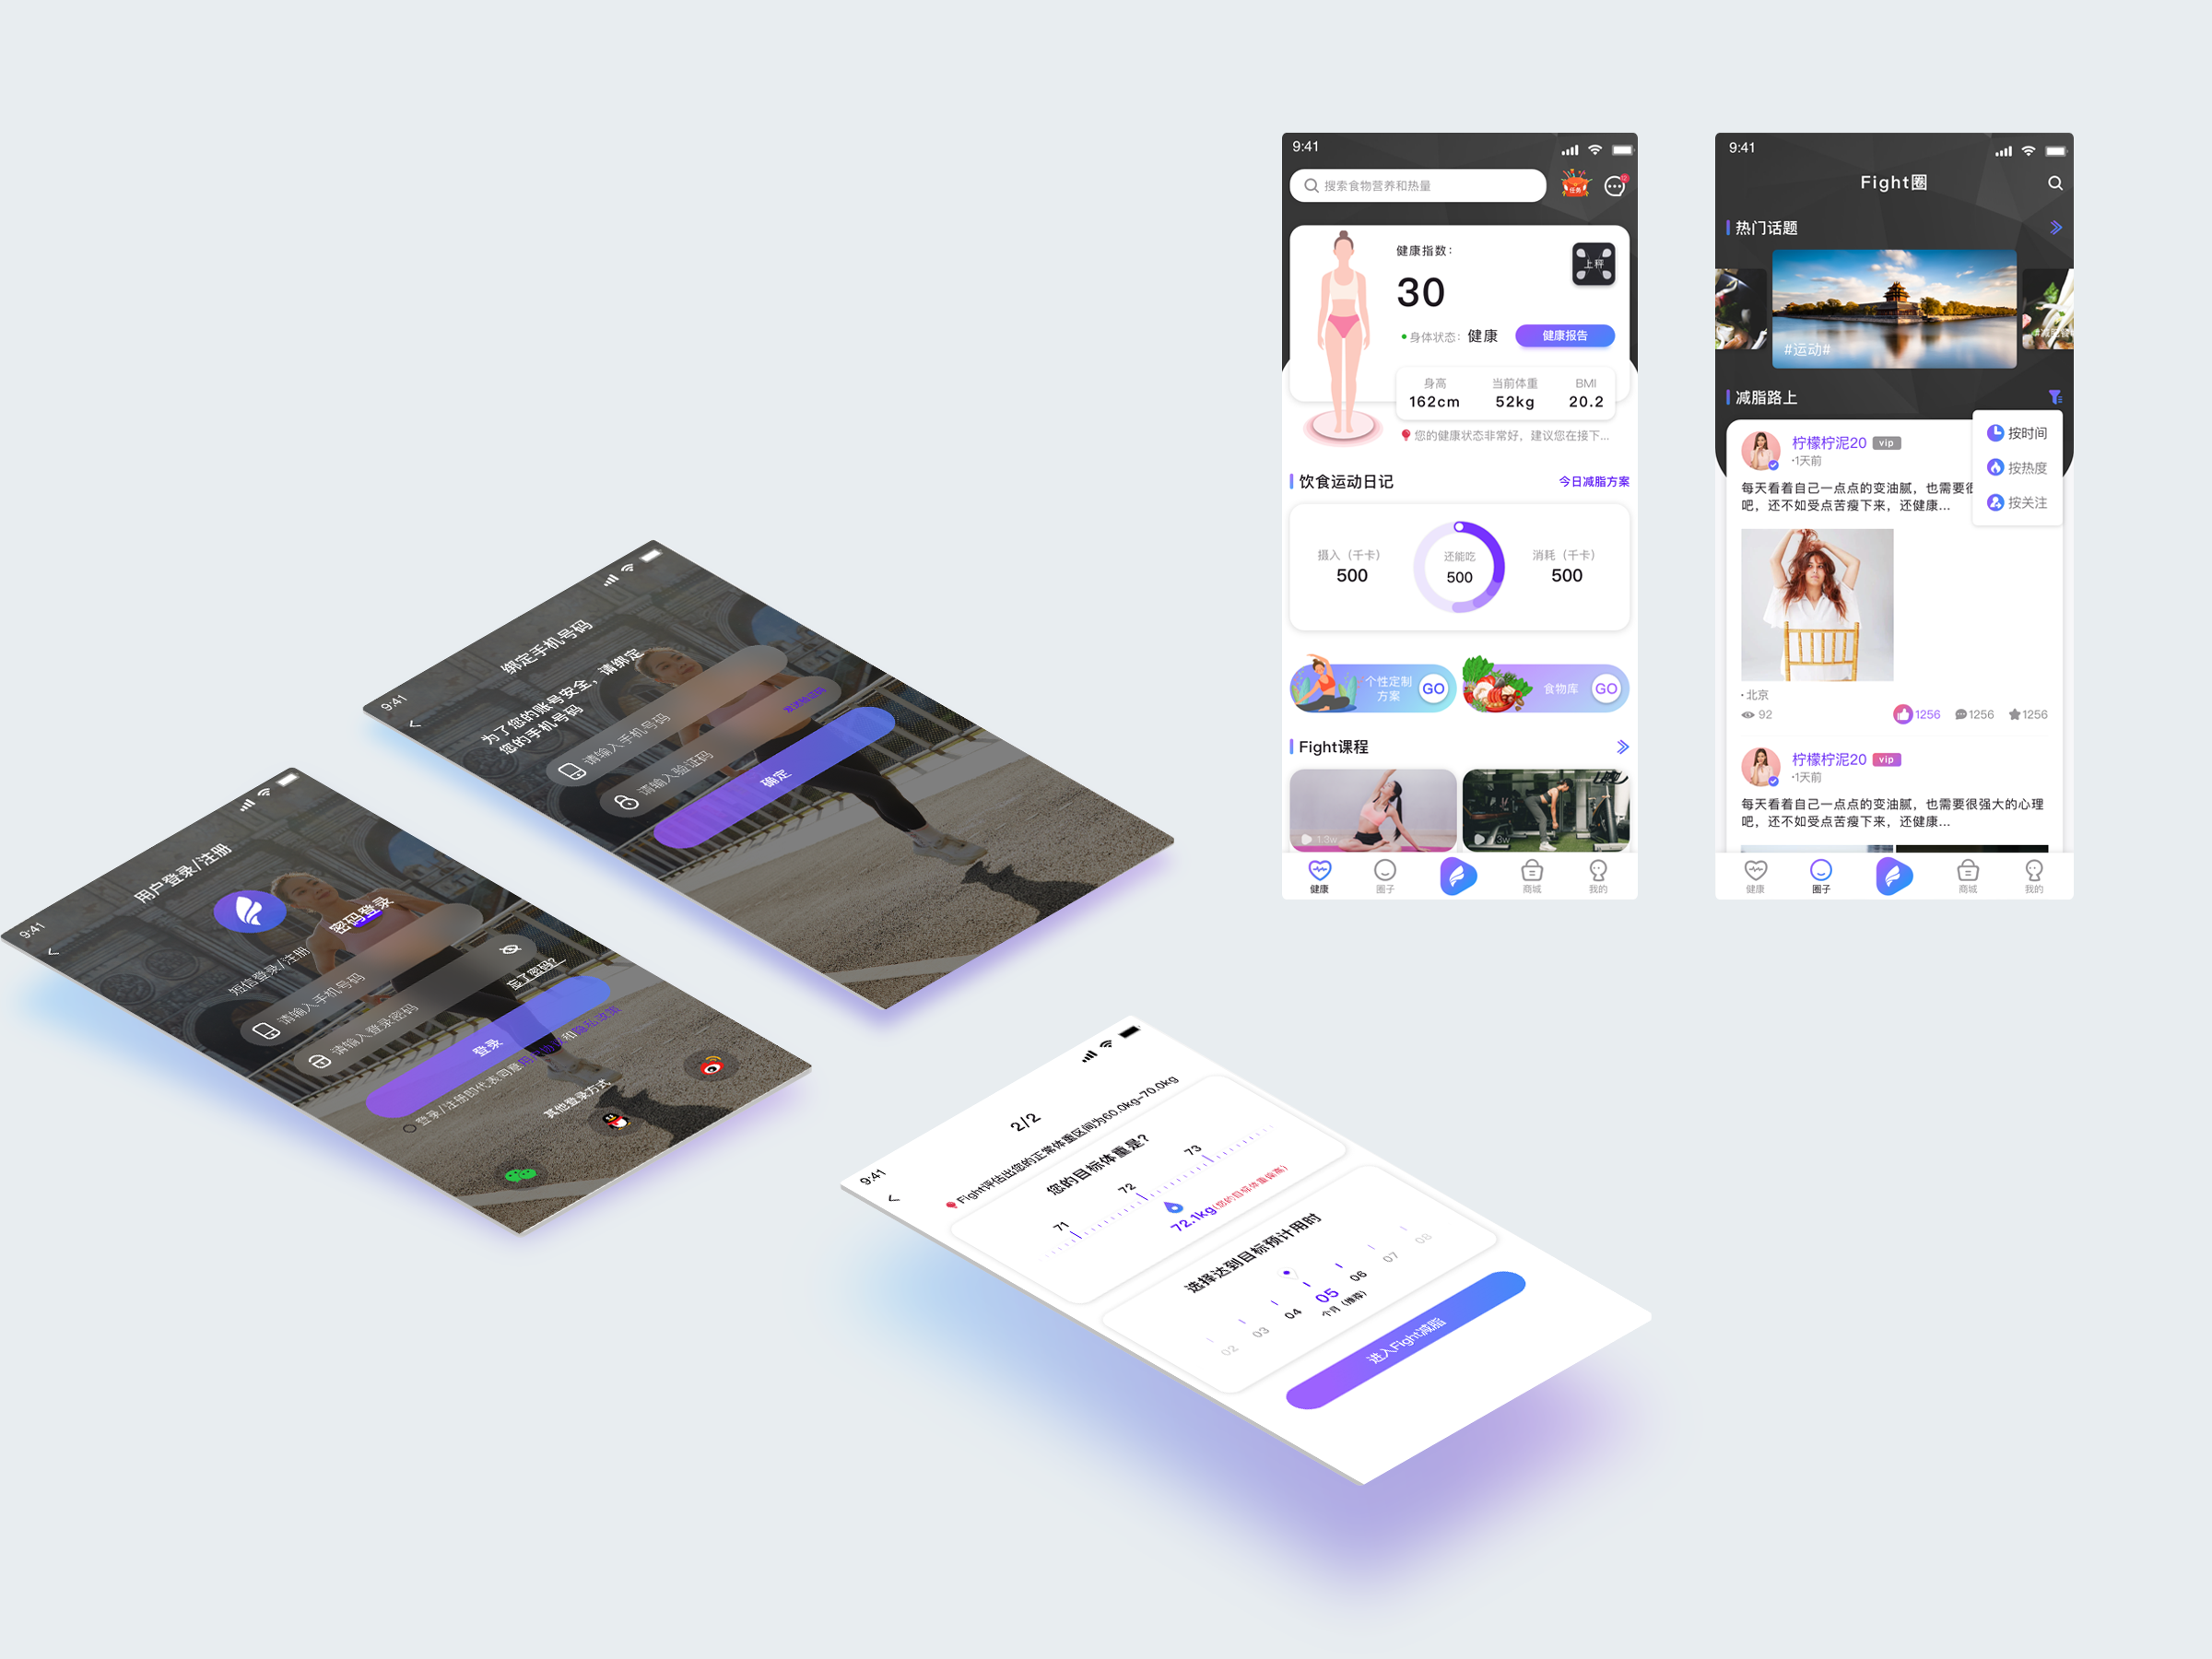 9:41
用户登录/注册
短信登录/注册
密码登录
请输入手机号码
请输入登录密码
忘了密码?
登录
登录/注册即代表同意用户协议和隐私政策
其他登录方式
9:41
绑定手机号码
为了您的账号安全，请绑定
您的手机号码
请输入手机号码
请输入验证码
发送验证码
确定
9:41
2/2
Fight评估出您的正常体重区间为60.0kg~70.0kg
您的目标体重是?
71
72
73
72.1kg(您的目标体重偏高)
选择达到目标预计用时
02
03
04
05
06
07
08
个月 (推荐)
进入Fight减脂
9:41
搜索食物营养和热量
任务
健康指数：
上秤
30
身体状态：
健康
健康报告
身高
当前体重
BMI
162cm
52kg
20.2
您的健康状态非常好，建议您在接下...
饮食运动日记
今日减脂方案
摄入（千卡）
还能吃
消耗（千卡）
500
500
500
个性定制
方案
GO
食物库
GO
Fight课程
1.3w
健康
圈子
商城
我的
9:41
Fight圈
热门话题
#运动#
减脂路上
按时间
按热度
按关注
柠檬柠泥20
vip
·1天前
每天看着自己一点点的变油腻，也需要很
吧，还不如受点苦瘦下来，还健康...
·北京
92
1256
1256
1256
柠檬柠泥20
vip
·1天前
每天看着自己一点点的变油腻，也需要很强大的心理
吧，还不如受点苦瘦下来，还健康...
健康
圈子
商城
我的